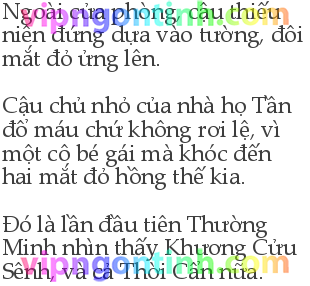 Ngoài cửa phòng, cậu thiếu
niên đứng dựa vào tường, đôi
mắt đỏ ửng lên.
Cậu chủ nhỏ của nhà họ Tần
đổ máu chứ không rơi lệ, vì
một cô bé gái mà khóc đến
hai mắt đỏ hồng thế kia.
Đó là lần đầu tiên Thường
Minh nhìn thấy Khương Cửu
Sênh, và cả Thời Cẩn nữa.
vipngontinh.com
vipngontinh.com